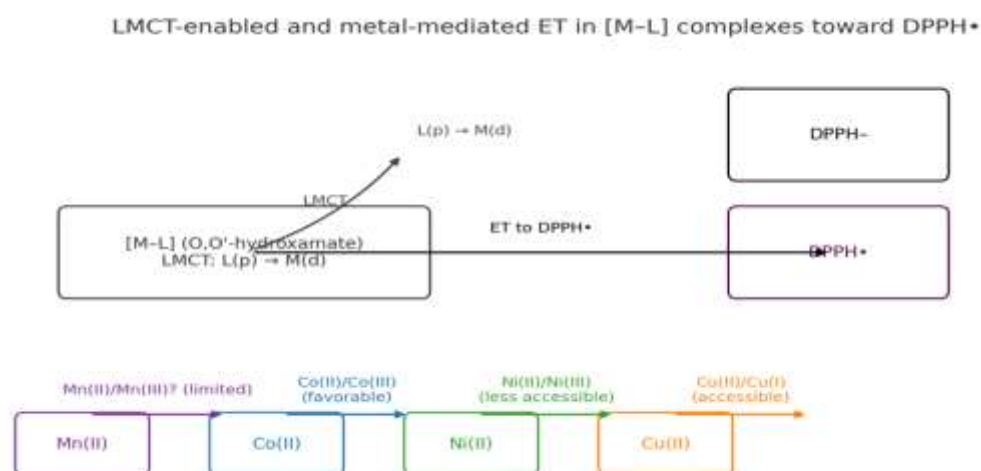 LMCT-enabled and metal-mediated ET in [M–L] complexes toward DPPH•
L(p) → M(d)
DPPH–
LMCT
[M–L] (O,O'-hydroxamate)
LMCT: L(p) → M(d)
ET to DPPH•
DPPH•
Mn(II)/Mn(III)? (limited)
Co(II)/Co(III)
(favorable)
Ni(II)/Ni(III)
(less accessible)
Cu(II)/Cu(I)
(accessible)
Mn(II)
Co(II)
Ni(II)
Cu(II)